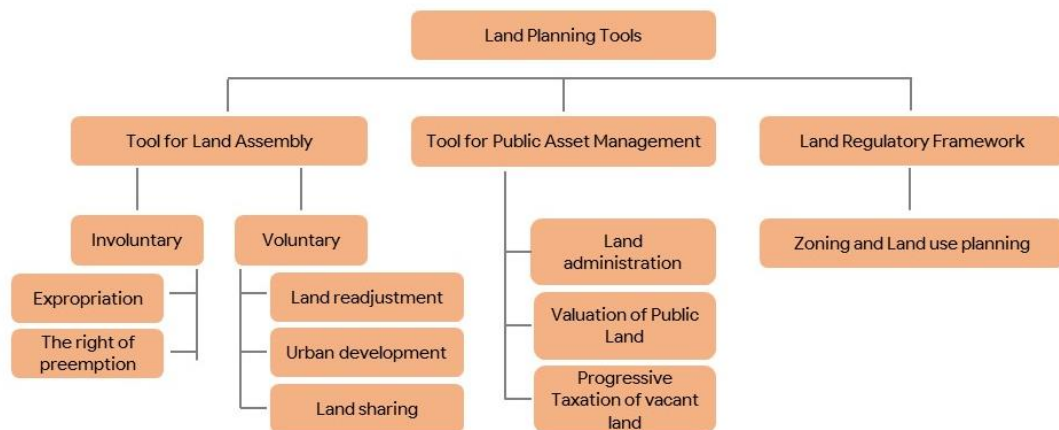 Land Planning Tools
Tool for Land Assembly
Tool for Public Asset Management
Land Regulatory Framework
Involuntary
Voluntary
Expropriation
The right of
preemption
Land readjustment
Urban development
Land sharing
Land
administration
Valuation of Public
Land
Progressive
Taxation of vacant
land
Zoning and Land use planning